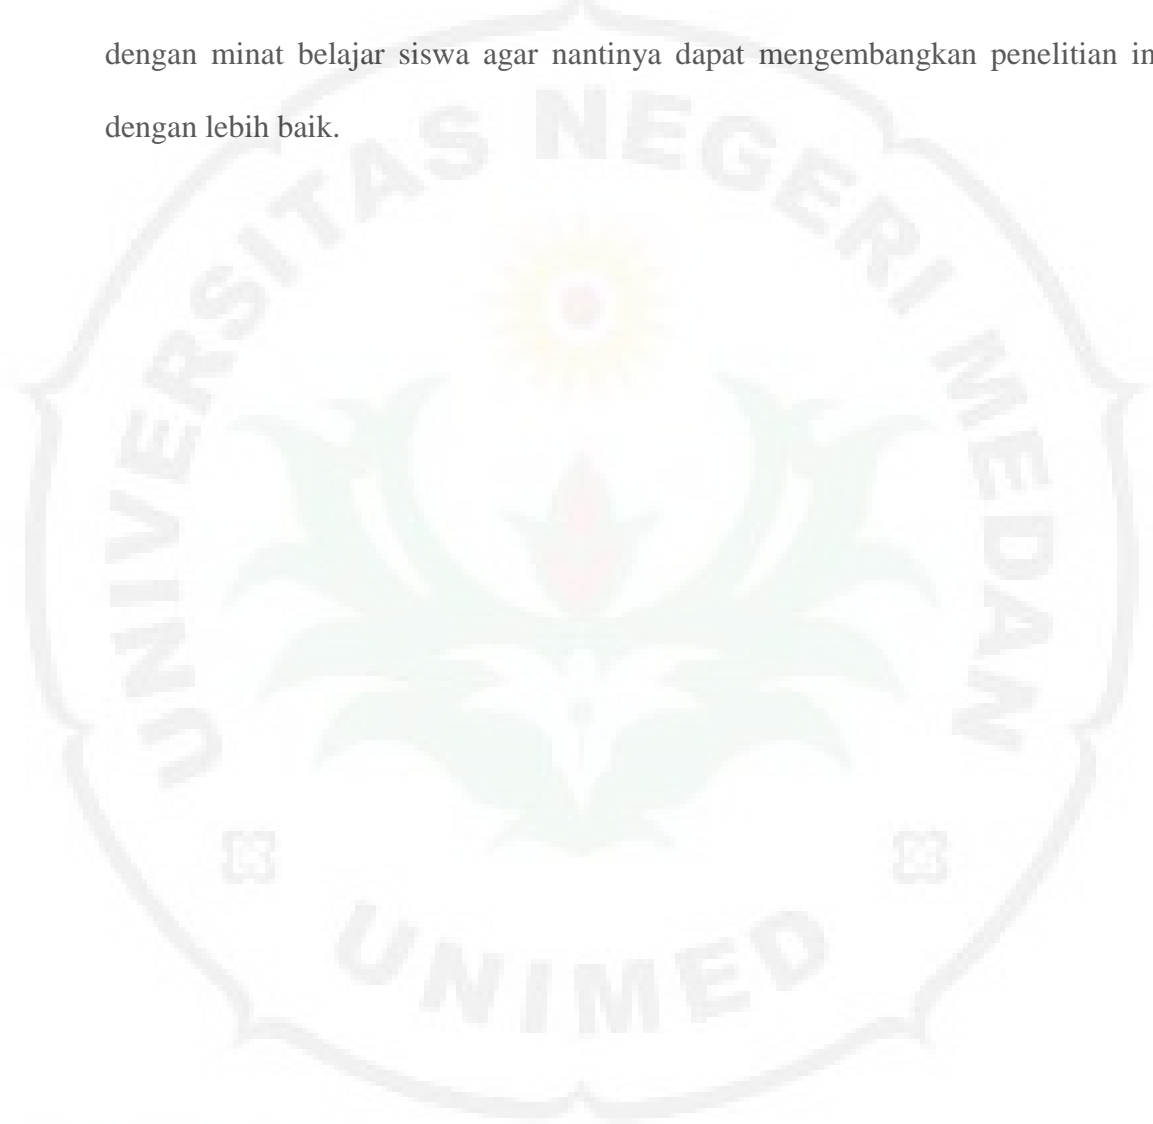 dengan minat belajar siswa agar nantinya dapat mengembangkan penelitian in
dengan lebih baik.
UNIVERSITAS NEGERI MEDAN
UNIMED